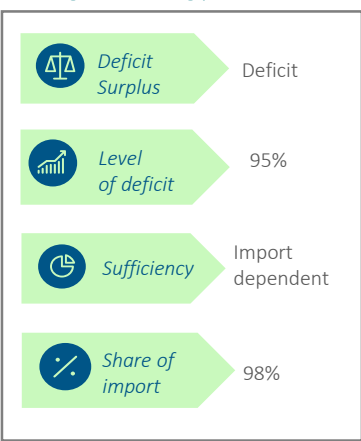 Deficit
Surplus
Deficit
Level
of deficit
95%
Sufficiency
Import
dependent
Share of
import
98%